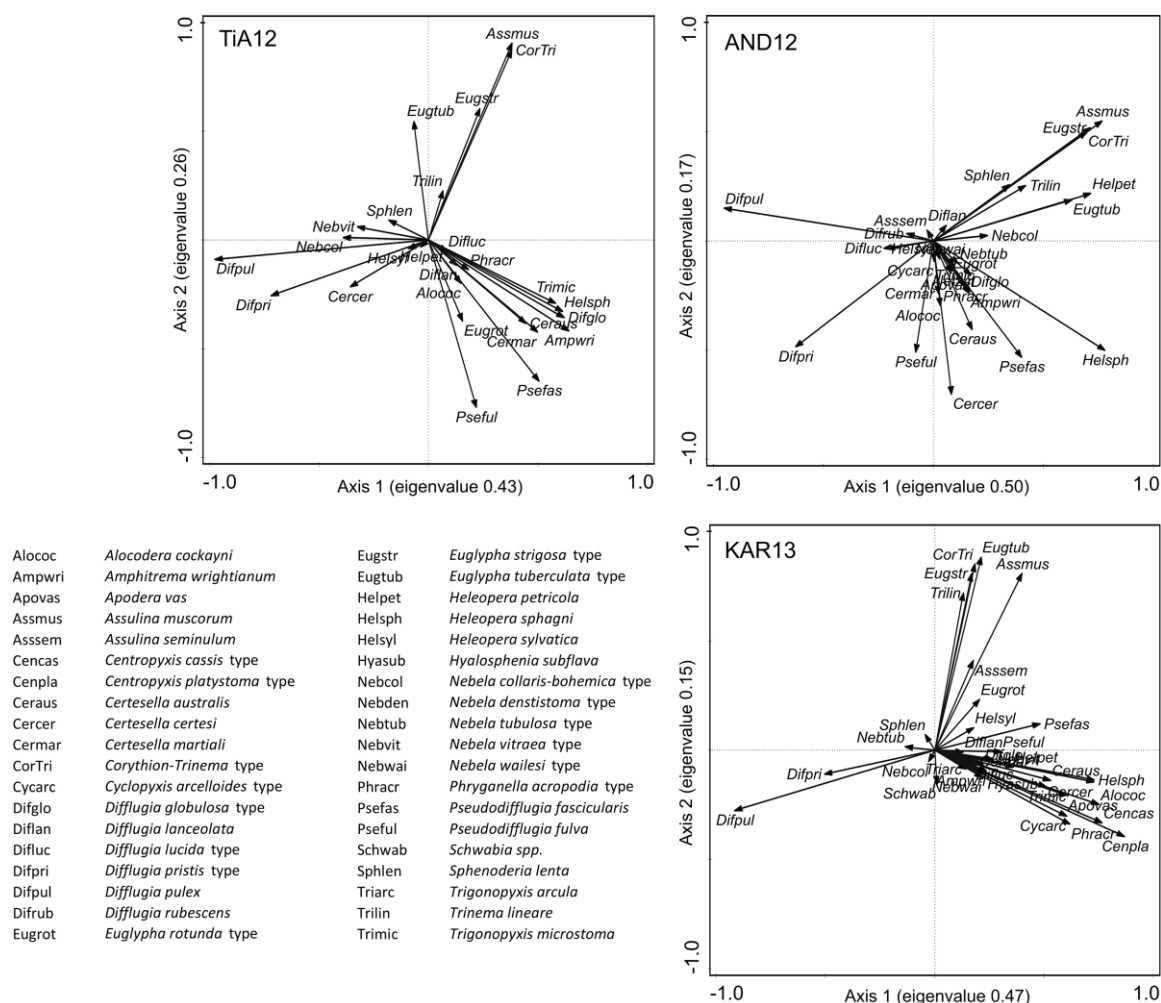 TiA12
1.0
Assmus
CorTri
Eugstr
Eugtub
Trilin
Sphlen
Nebvit
Nebcol
Difluc
Helpet
Helsyl
Phracr
Difpul
Diflan
Trimic
Alococ
Helsph
Difpri
Cercer
Difglo
Ceraus
Eugrot
Cermar
Ampwri
Psefas
Pseful
Axis 2 (eigenvalue 0.26)
-1.0
-1.0
Axis 1 (eigenvalue 0.43)
1.0
AND12
1.0
Assmus
Eugstr
CorTri
Sphlen
Trilin
Helpet
Difpul
Eugtub
Diflan
Asssem
Difrub
Nebcol
Difluc
Helsyl
Nebwai
Nebtub
Cycarc
Eugrot
Difglo
Apovas
Cermar
Phracr
Ampwri
Alococ
Ceraus
Difpri
Pseful
Psefas
Helsph
Cercer
Axis 2 (eigenvalue 0.17)
-1.0
-1.0
Axis 1 (eigenvalue 0.50)
1.0
Alococ Alocodera cockayni
Ampwri Amphitrema wrightianum
Apovas Apodera vas
Assmus Assulina muscorum
Asssem Assulina seminulum
Cencas Centropyxis cassis type
Cenpla Centropyxis platystoma type
Ceraus Certesella australis
Cercer Certesella certesi
Cermar Certesella martiali
CorTri Corythion-Trinema type
Cycarc Cyclopyxis arcelloides type
Difglo Difflugia globulosa type
Diflan Difflugia lanceolata
Difluc Difflugia lucida type
Difpri Difflugia pristis type
Difpul Difflugia pulex
Difrub Difflugia rubescens
Eugrot Euglypha rotunda type
Eugstr Euglypha strigosa type
Eugtub Euglypha tuberculata type
Helpet Heleopera petricola
Helsph Heleopera sphagni
Helsyl Heleopera sylvatica
Hyasub Hyalosphenia subflava
Nebcol Nebela collaris-bohemica type
Nebden Nebela denstistoma type
Nebtub Nebela tubulosa type
Nebvit Nebela vitraea type
Nebwai Nebela wailesi type
Phracr Phryganella acropodia type
Psefas Pseudodifflugia fascicularis
Pseful Pseudodifflugia fulva
Schwab Schwabia spp.
Sphlen Sphenoderia lenta
Triarc Trigonopyxis arcula
Trilin Trinema lineare
Trimic Trigonopyxis microstoma
KAR13
1.0
CorTri
Eugtub
Eugstr
Assmus
Trilin
Asssem
Eugrot
Helsyl
Sphlen
Psefas
Nebtub
Diflan
Pseful
Helpet
Difpri
Nebcol
Triarc
Ampwri
Difluc
Ceraus
Helsph
Schwab
Nebwai
Hyasub
Cercer
Alococ
Trimic
Apovas
Cencas
Difpul
Cycarc
Phracr
Cenpla
Axis 2 (eigenvalue 0.15)
-1.0
-1.0
Axis 1 (eigenvalue 0.47)
1.0